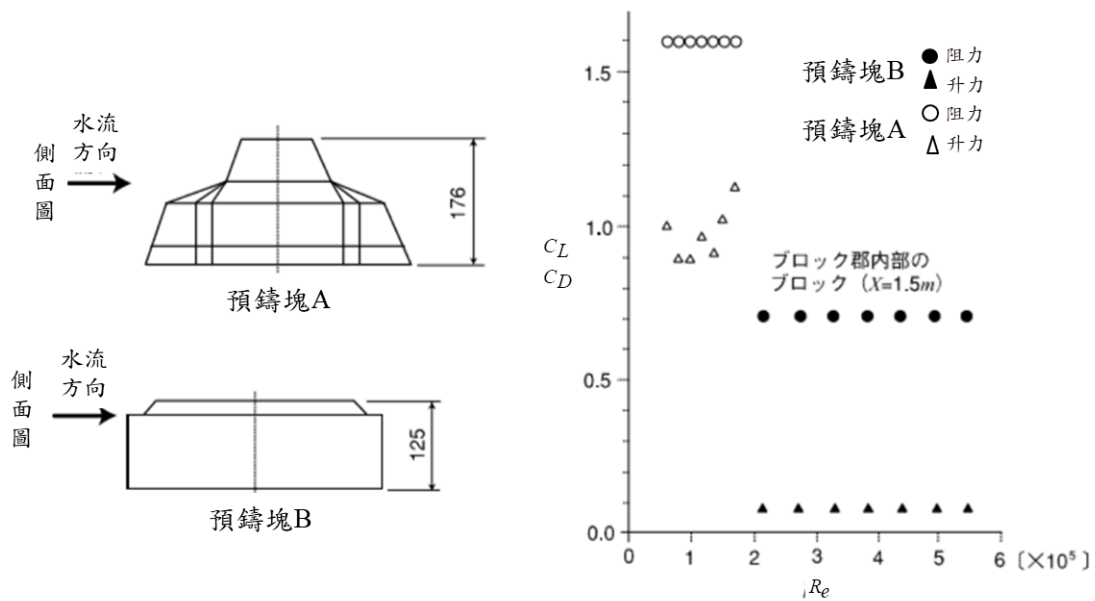 側面圖
水流
方向
176
預鑄塊A
側面圖
水流
方向
125
預鑄塊B
1.5
1.0
0.5
0.0
C_L
C_D
預鑄塊B
● 阻力
▲ 升力
預鑄塊A
○ 阻力
△ 升力
ブロック郡内部の
ブロック（X=1.5m）
0 1 2 3 4 5 6 〔×10⁵〕
R_e